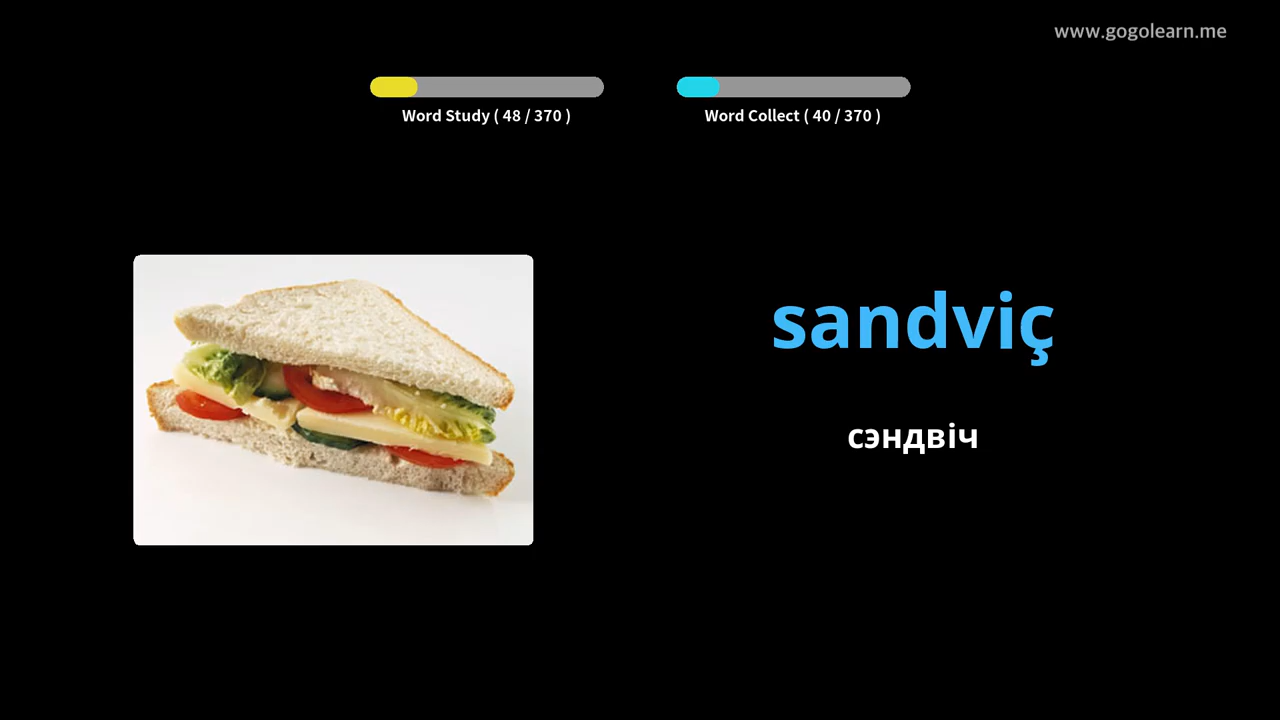 www.gogolearn.me
Word Study ( 48 / 370 )
Word Collect ( 40 / 370 )
sandviç
сэндвіч